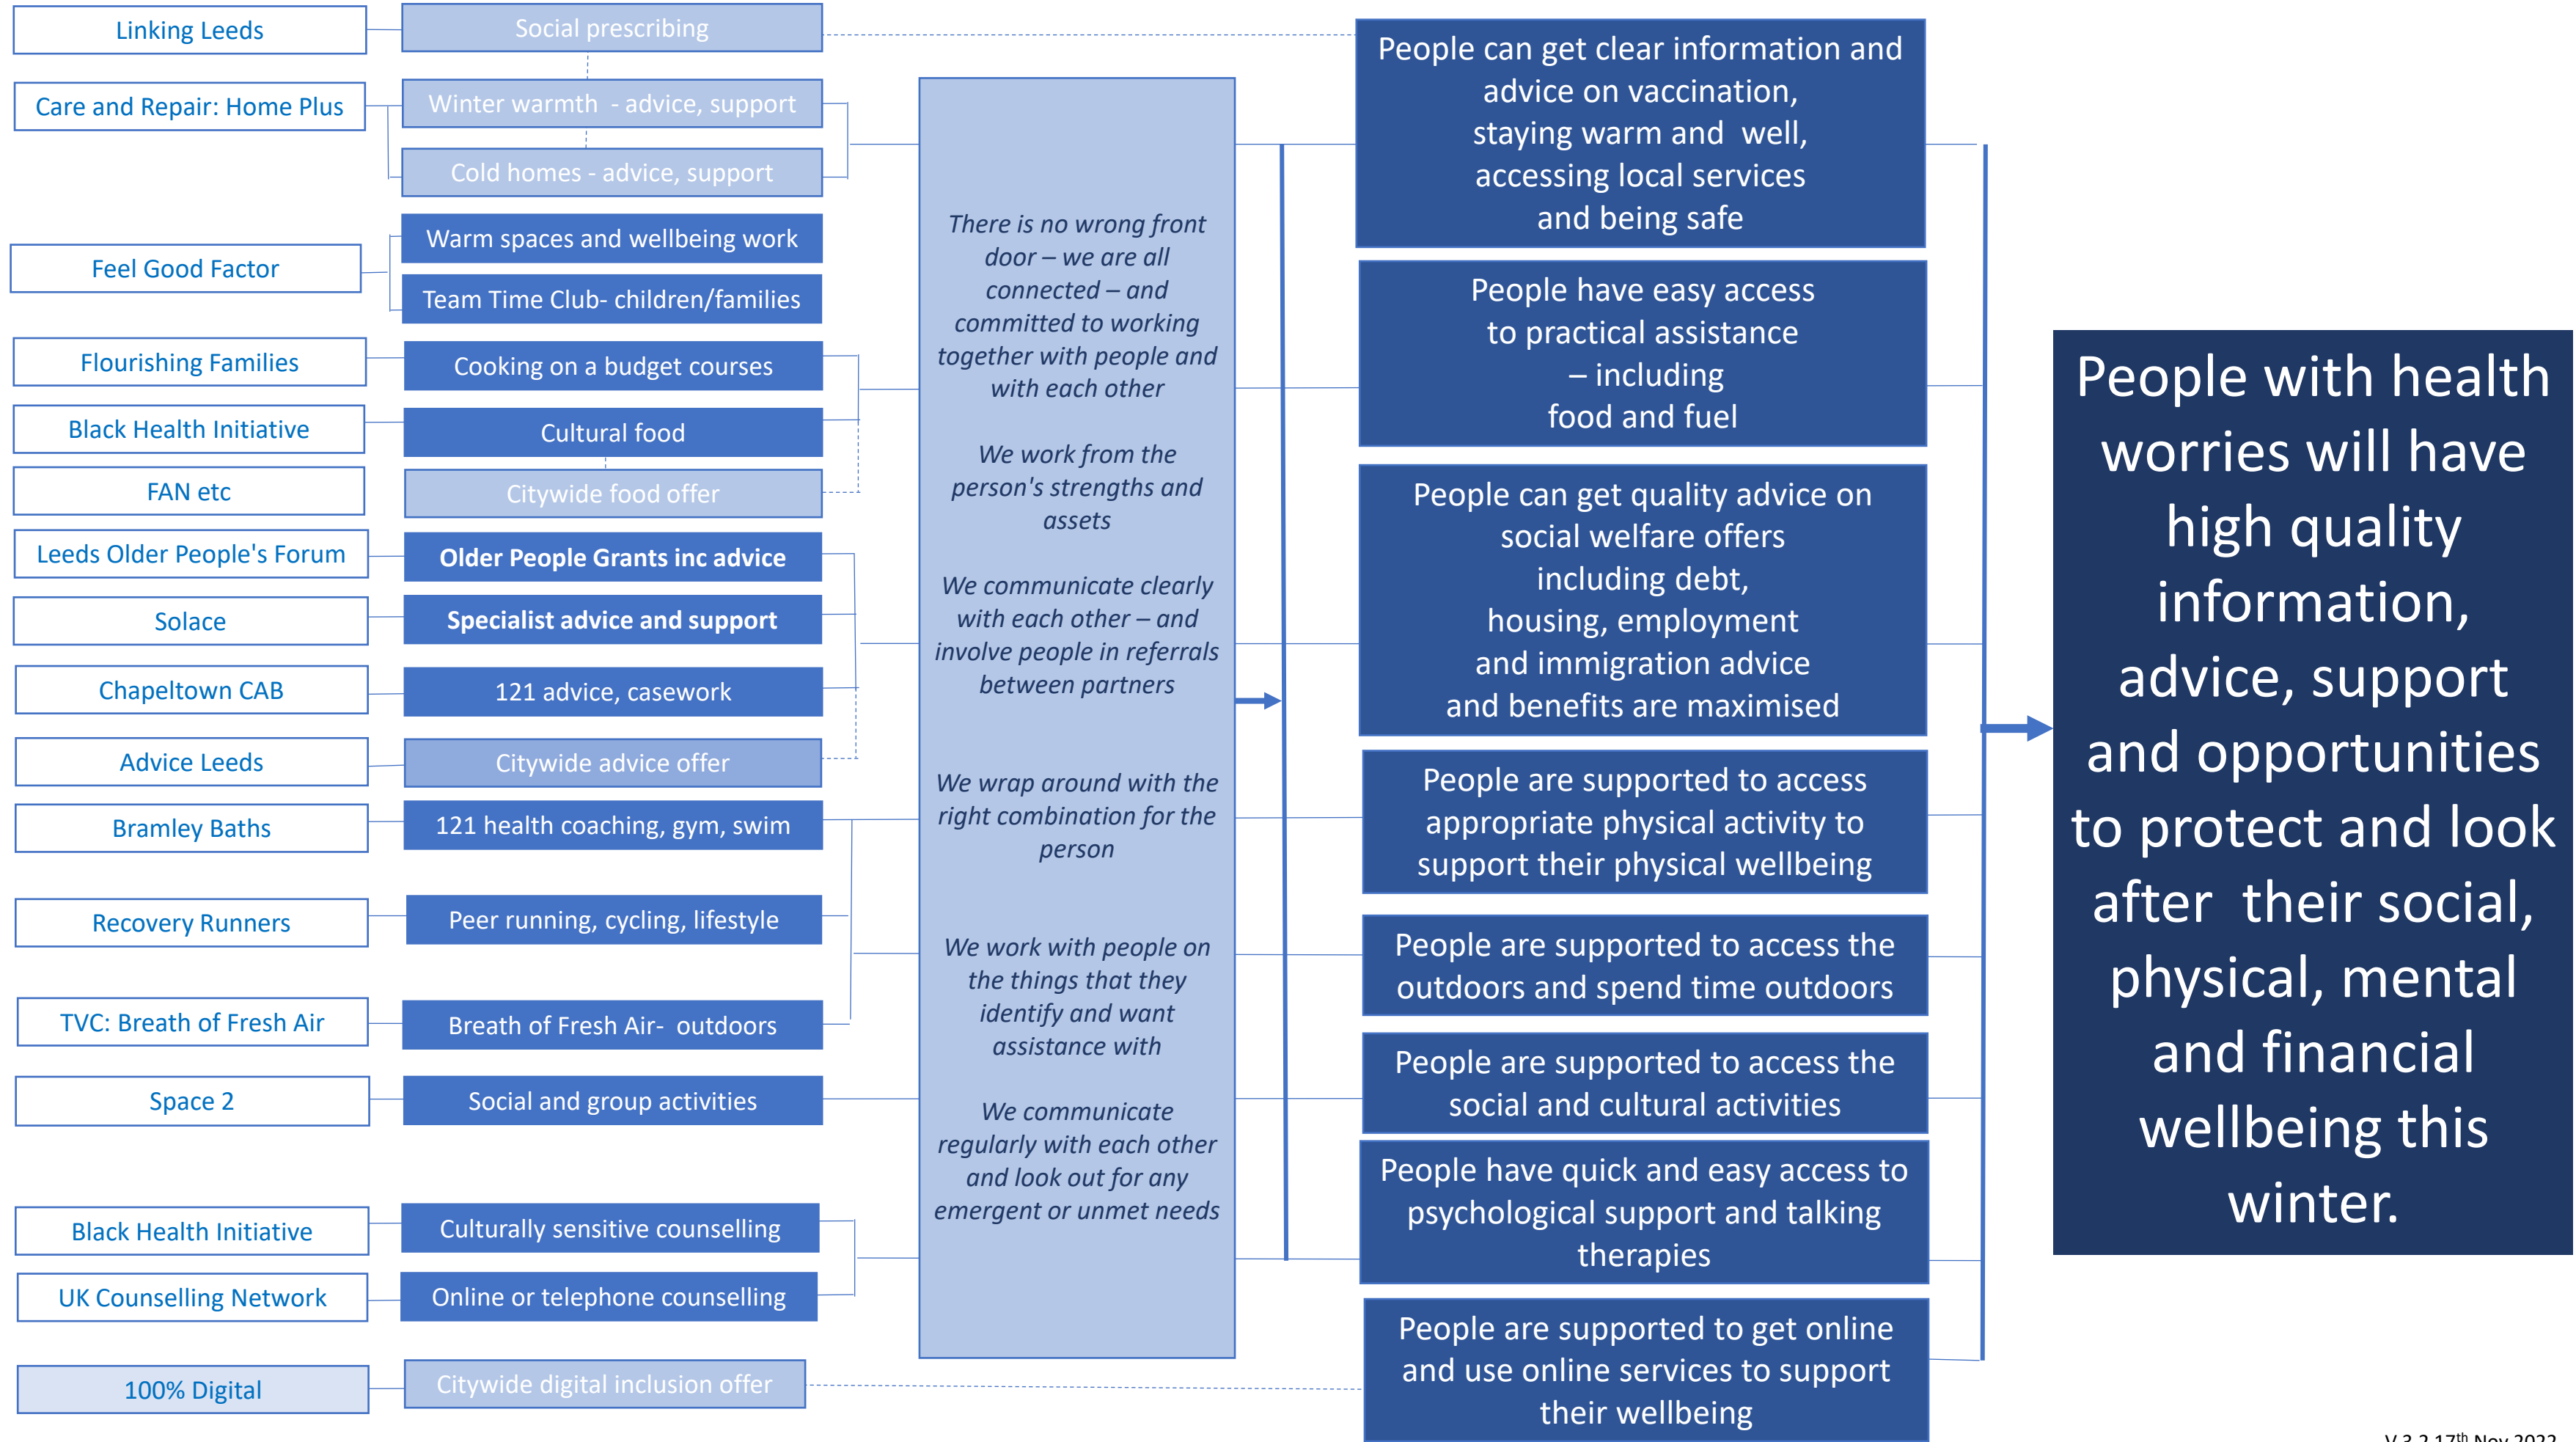 Linking Leeds
Social prescribing
Care and Repair: Home Plus
Winter warmth - advice, support
Cold homes - advice, support
Feel Good Factor
Warm spaces and wellbeing work
Team Time Club- children/families
Flourishing Families
Cooking on a budget courses
Black Health Initiative
Cultural food
FAN etc
Citywide food offer
Leeds Older People's Forum
Older People Grants inc advice
Solace
Specialist advice and support
Chapeltown CAB
121 advice, casework
Advice Leeds
Citywide advice offer
Bramley Baths
121 health coaching, gym, swim
Recovery Runners
Peer running, cycling, lifestyle
TVC: Breath of Fresh Air
Breath of Fresh Air- outdoors
Space 2
Social and group activities
Black Health Initiative
Culturally sensitive counselling
UK Counselling Network
Online or telephone counselling
100% Digital
Citywide digital inclusion offer
There is no wrong front
door – we are all
connected – and
committed to working
together with people and
with each other
We work from the
person's strengths and
assets
We communicate clearly
with each other – and
involve people in referrals
between partners
We wrap around with the
right combination for the
person
We work with people on
the things that they
identify and want
assistance with
We communicate
regularly with each other
and look out for any
emergent or unmet needs
People can get clear information and
advice on vaccination,
staying warm and well,
accessing local services
and being safe
People have easy access
to practical assistance
– including
food and fuel
People can get quality advice on
social welfare offers
including debt,
housing, employment
and immigration advice
and benefits are maximised
People are supported to access
appropriate physical activity to
support their physical wellbeing
People are supported to access the
outdoors and spend time outdoors
People are supported to access the
social and cultural activities
People have quick and easy access to
psychological support and talking
therapies
People are supported to get online
and use online services to support
their wellbeing
People with health
worries will have
high quality
information,
advice, support
and opportunities
to protect and look
after their social,
physical, mental
and financial
wellbeing this
winter.
V 3.2 17th Nov 2022